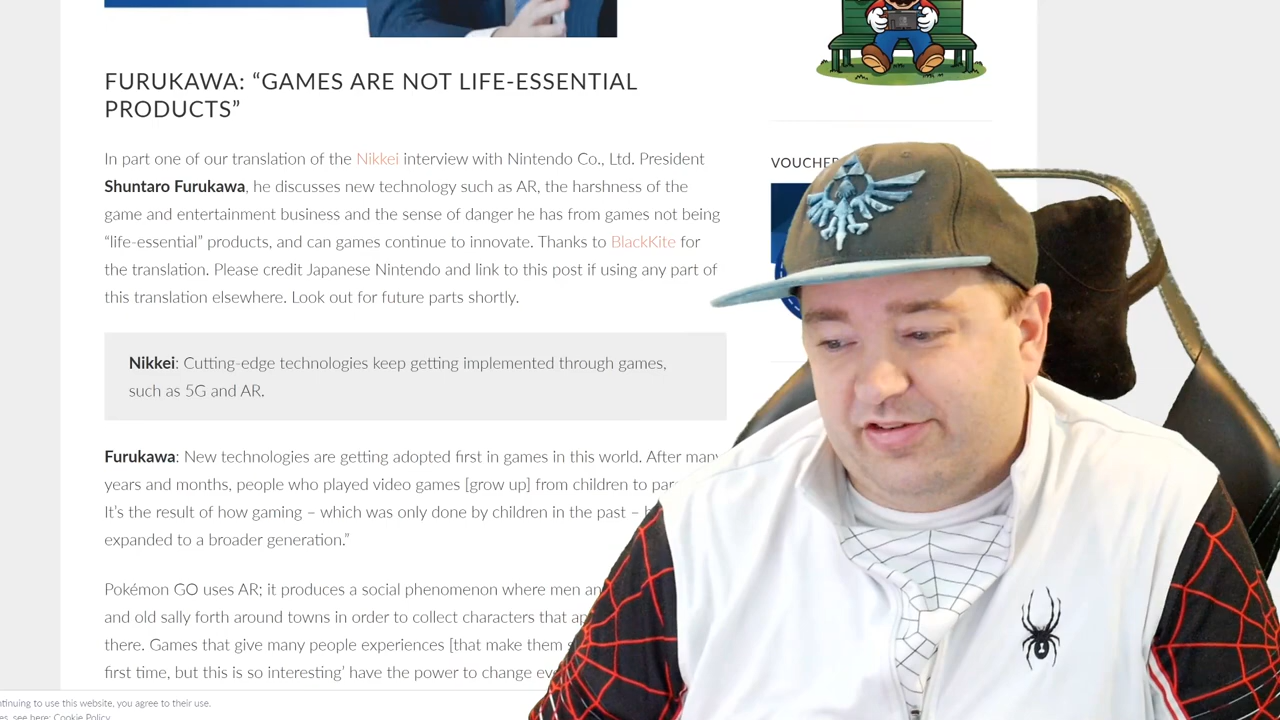 FURUKAWA: “GAMES ARE NOT LIFE-ESSENTIAL
PRODUCTS”
In part one of our translation of the Nikkei interview with Nintendo Co., Ltd. President
Shuntaro Furukawa, he discusses new technology such as AR, the harshness of the
game and entertainment business and the sense of danger he has from games not being
“life-essential” products, and can games continue to innovate. Thanks to BlackKite for
the translation. Please credit Japanese Nintendo and link to this post if using any part of
this translation elsewhere. Look out for future parts shortly.
Nikkei: Cutting-edge technologies keep getting implemented through games,
such as 5G and AR.
Furukawa: New technologies are getting adopted first in games in this world. After many
years and months, people who played video games [grow up] from children to
It’s the result of how gaming – which was only done by children in the past –
expanded to a broader generation.”
Pokémon GO uses AR; it produces a social phenomenon where men
and old sally forth around towns in order to collect characters that
there. Games that give many people experiences [that make them
first time, but this is so interesting’ have the power to change
VOUCHER
you agree to their use.
see here: Cookie Policy